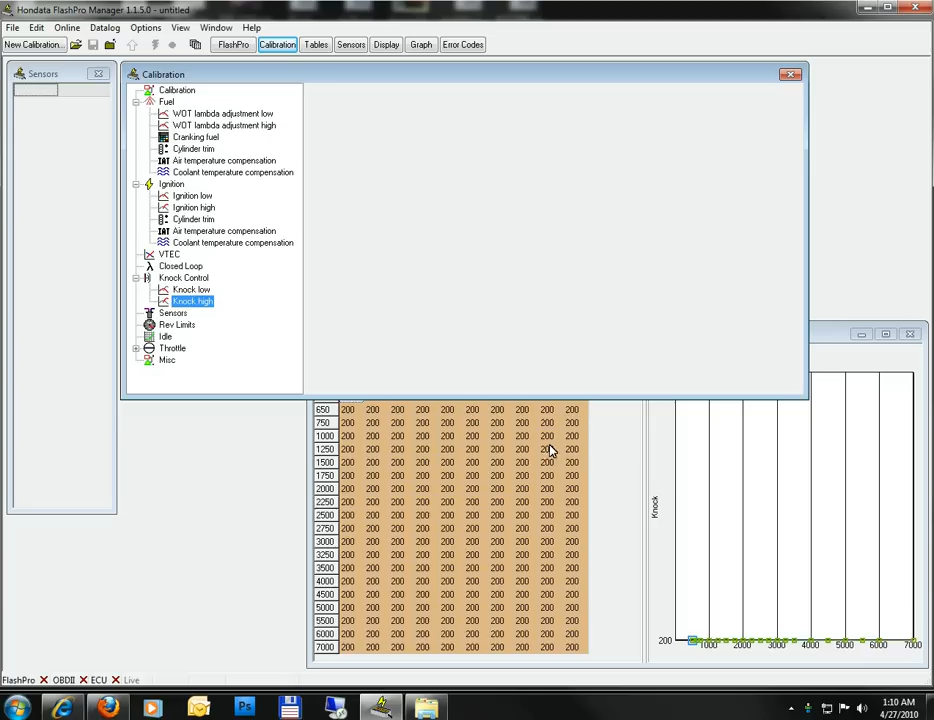 Hondata FlashPro Manager 1.1.5.0 - untitled
File Edit Online Datalog Options View Window Help
New Calibration... FlashPro Calibration Tables Sensors Display Graph Error Codes
Sensors
Calibration
Calibration
Fuel
WOT lambda adjustment low
WOT lambda adjustment high
Cranking fuel
Cylinder trim
IAT Air temperature compensation
Coolant temperature compensation
Ignition
Ignition low
Ignition high
Cylinder trim
IAT Air temperature compensation
Coolant temperature compensation
VTEC
λ Closed Loop
Knock Control
Knock low
Knock high
Sensors
Rev Limits
Idle
Throttle
Misc
650 200 200 200 200 200 200 200 200 200 200
750 200 200 200 200 200 200 200 200 200 200
1000 200 200 200 200 200 200 200 200 200 200
1250 200 200 200 200 200 200 200 200 200 200
1500 200 200 200 200 200 200 200 200 200 200
1750 200 200 200 200 200 200 200 200 200 200
2000 200 200 200 200 200 200 200 200 200 200
2250 200 200 200 200 200 200 200 200 200 200
2500 200 200 200 200 200 200 200 200 200 200
2750 200 200 200 200 200 200 200 200 200 200
3000 200 200 200 200 200 200 200 200 200 200
3250 200 200 200 200 200 200 200 200 200 200
3500 200 200 200 200 200 200 200 200 200 200
4000 200 200 200 200 200 200 200 200 200 200
4500 200 200 200 200 200 200 200 200 200 200
5000 200 200 200 200 200 200 200 200 200 200
5500 200 200 200 200 200 200 200 200 200 200
6000 200 200 200 200 200 200 200 200 200 200
7000 200 200 200 200 200 200 200 200 200 200
Knock
200
1000 2000 3000 4000 5000 6000 7000
FlashPro OBDII ECU Live
Ps
1:10 AM
4/27/2010